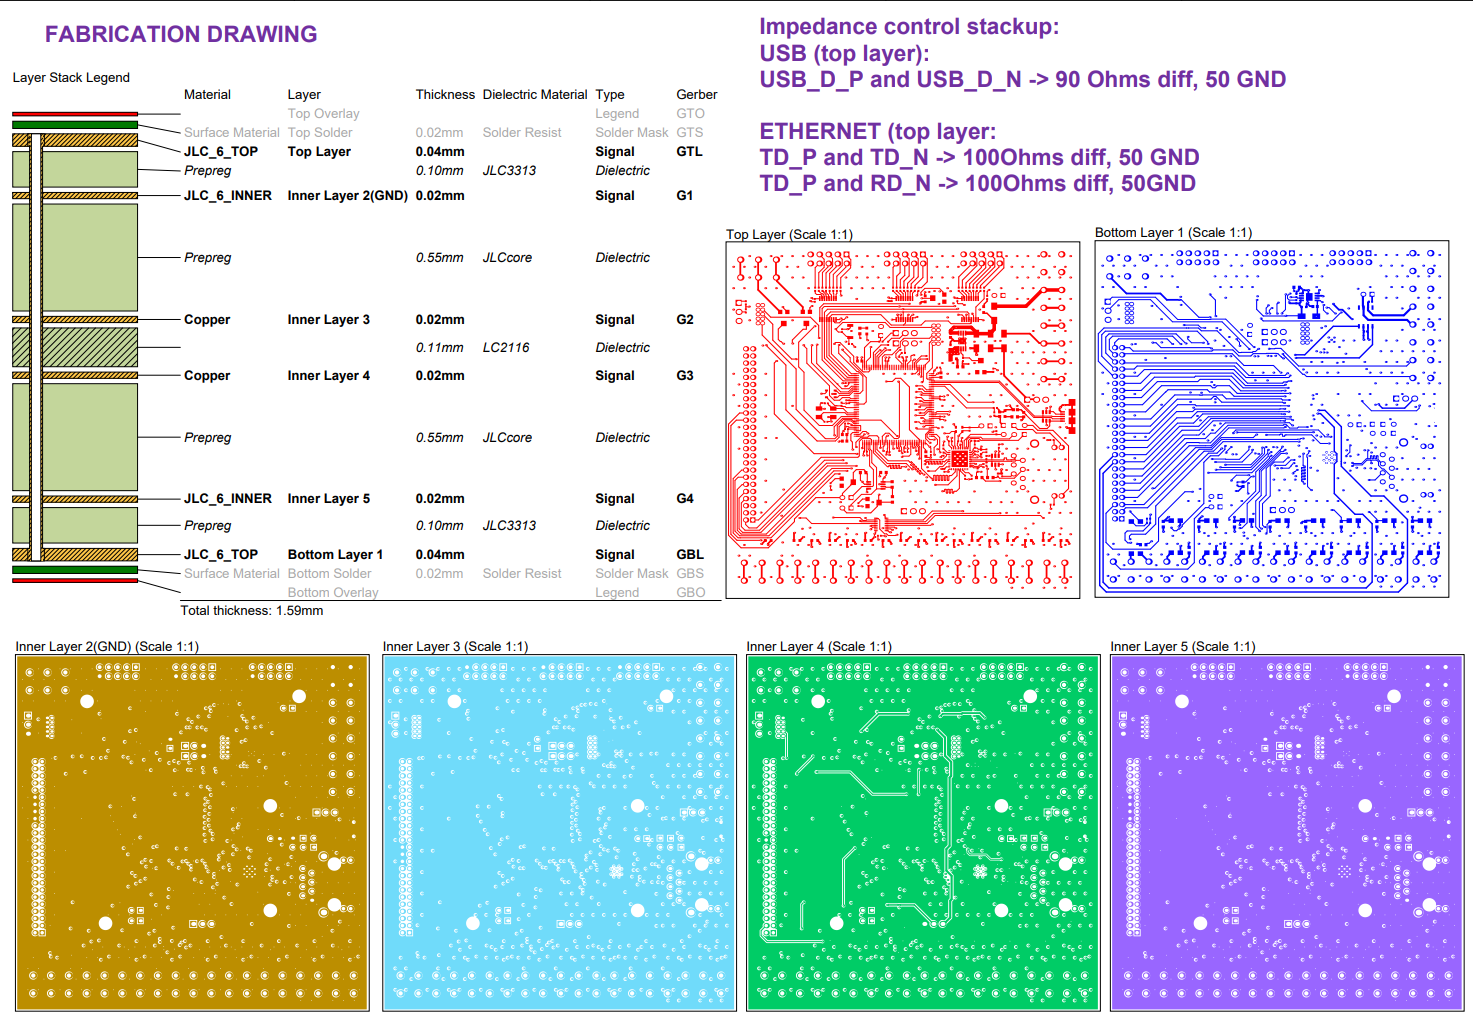 FABRICATION DRAWING
Impedance control stackup:
USB (top layer):
USB_D_P and USB_D_N -> 90 Ohms diff, 50 GND
ETHERNET (top layer:
TD_P and TD_N -> 100Ohms diff, 50 GND
TD_P and RD_N -> 100Ohms diff, 50GND
Layer Stack Legend
Material Layer Thickness Dielectric Material Type Gerber
Top Overlay Legend GTO
Surface Material Top Solder 0.02mm Solder Resist Solder Mask GTS
JLC_6_TOP Top Layer 0.04mm Signal GTL
Prepreg 0.10mm JLC3313 Dielectric
JLC_6_INNER Inner Layer 2(GND) 0.02mm Signal G1
Prepreg 0.55mm JLCcore Dielectric
Copper Inner Layer 3 0.02mm Signal G2
0.11mm LC2116 Dielectric
Copper Inner Layer 4 0.02mm Signal G3
Prepreg 0.55mm JLCcore Dielectric
JLC_6_INNER Inner Layer 5 0.02mm Signal G4
Prepreg 0.10mm JLC3313 Dielectric
JLC_6_TOP Bottom Layer 1 0.04mm Signal GBL
Surface Material Bottom Solder 0.02mm Solder Resist Solder Mask GBS
Bottom Overlay Legend GBO
Total thickness: 1.59mm
Top Layer (Scale 1:1)
Bottom Layer 1 (Scale 1:1)
Inner Layer 2(GND) (Scale 1:1)
Inner Layer 3 (Scale 1:1)
Inner Layer 4 (Scale 1:1)
Inner Layer 5 (Scale 1:1)